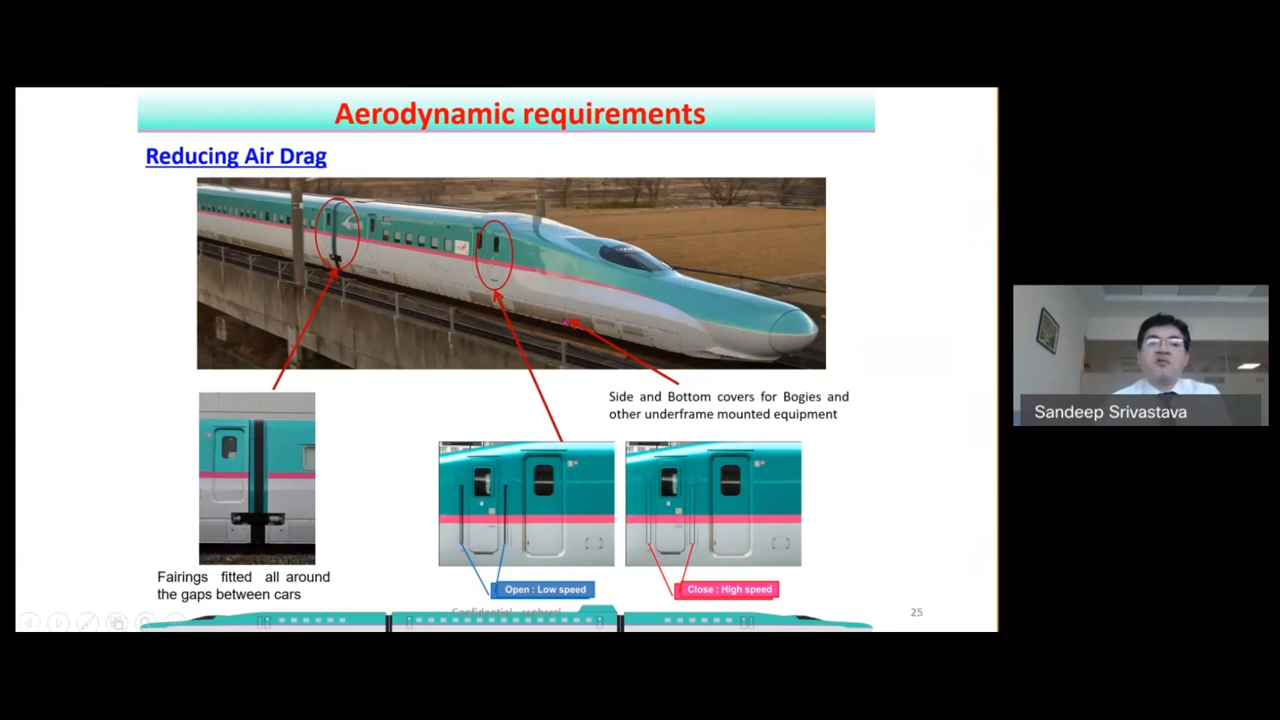 Aerodynamic requirements
Reducing Air Drag
Side and Bottom covers for Bogies and
other underframe mounted equipment
Fairings fitted all around
the gaps between cars
Open : Low speed
Close : High speed
Confidential
25
Sandeep Srivastava